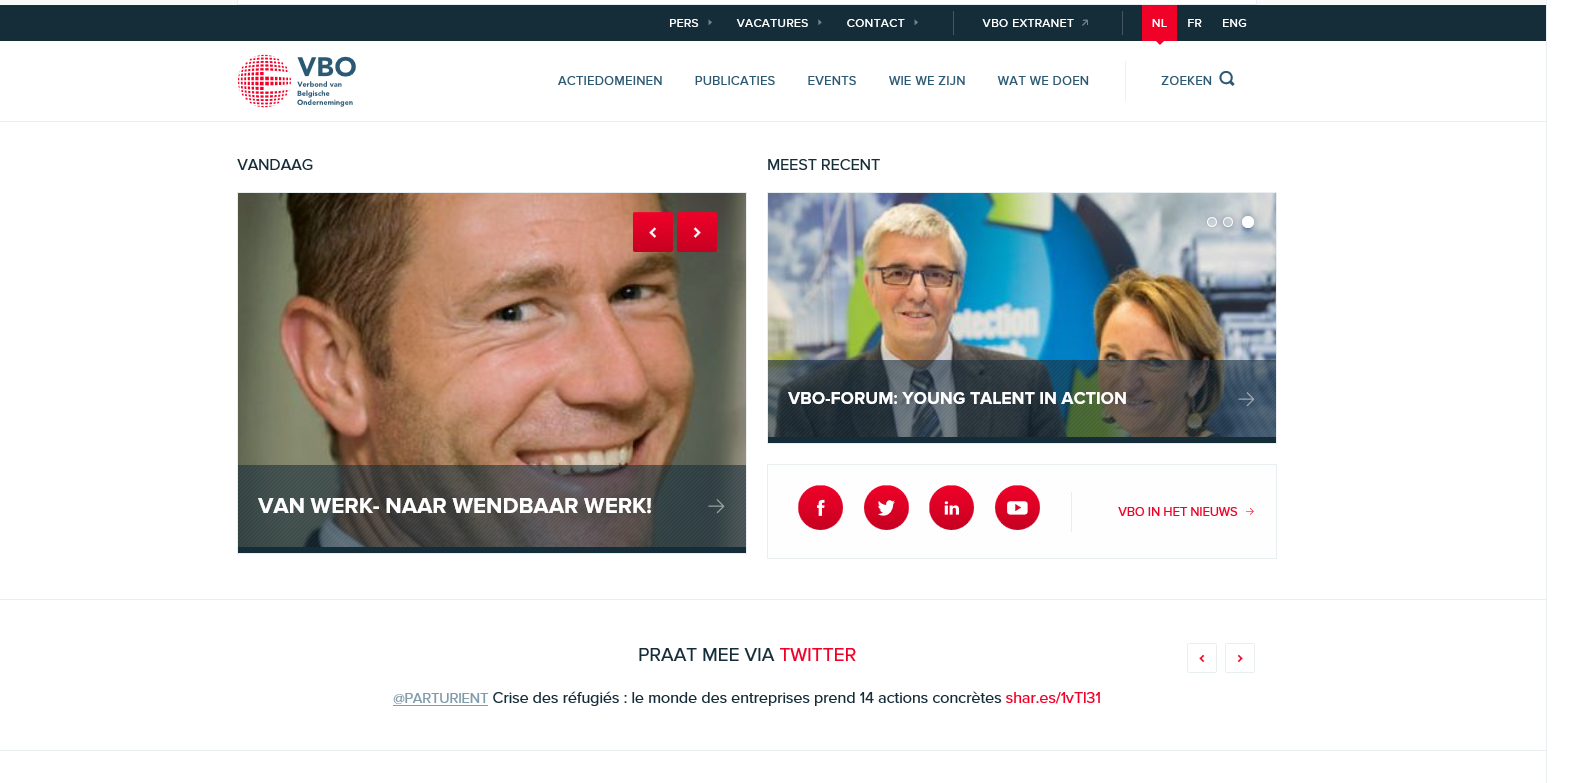 PERS VACATURES CONTACT VBO EXTRANET NL FR ENG
VBO
Verbond van
Belgische
Ondernemingen
ACTIEDOMEINEN PUBLICATIES EVENTS WIE WE ZIJN WAT WE DOEN ZOEKEN
VANDAAG
VAN WERK- NAAR WENDBAAR WERK!
MEEST RECENT
otection
VBO-FORUM: YOUNG TALENT IN ACTION
VBO IN HET NIEUWS
PRAAT MEE VIA TWITTER
@PARTURIENT Crise des réfugiés : le monde des entreprises prend 14 actions concrètes shar.es/1vTl31